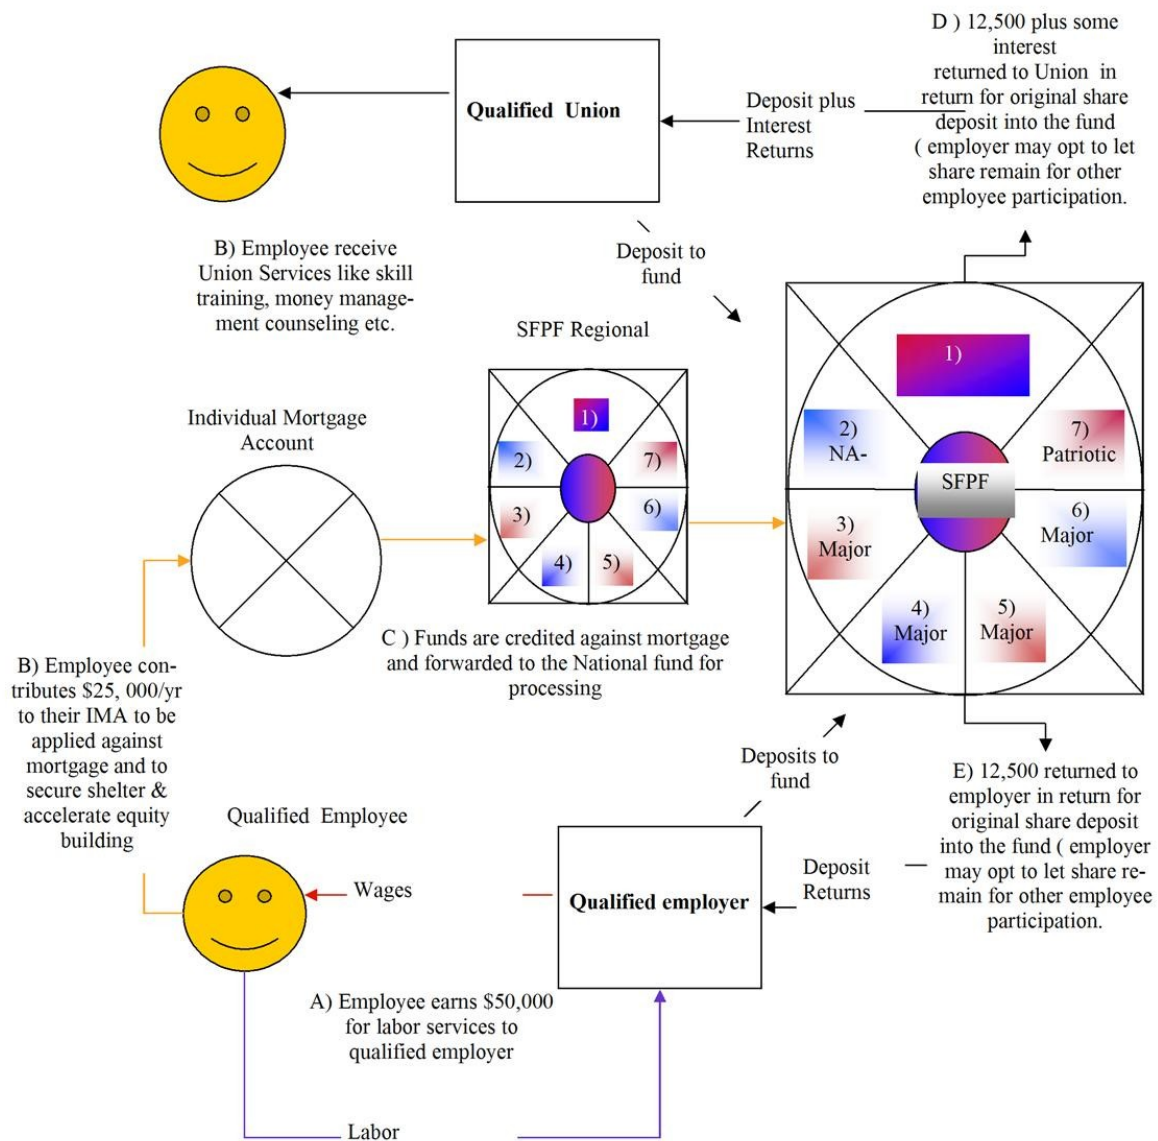 D ) 12,500 plus some
interest
returned to Union in
return for original share
deposit into the fund
( employer may opt to let
share remain for other
employee participation.
Qualified Union
Deposit plus
Interest
Returns
B) Employee receive
Union Services like skill
training, money manage-
ment counseling etc.
Deposit to
fund
SFPF Regional
1)
2)
3)
4)
5)
6)
7)
Individual Mortgage
Account
1)
2)
NA-
3)
Major
4)
Major
5)
Major
6)
Major
7)
Patriotic
SFPF
C ) Funds are credited against mortgage
and forwarded to the National fund for
processing
B) Employee con-
tributes $25, 000/yr
to their IMA to be
applied against
mortgage and to
secure shelter &
accelerate equity
building
Deposits to
fund
E) 12,500 returned to
employer in return for
original share deposit
into the fund ( employer
may opt to let share re-
main for other employee
participation.
Qualified Employee
Wages
Qualified employer
Deposit
Returns
A) Employee earns $50,000
for labor services to
qualified employer
Labor